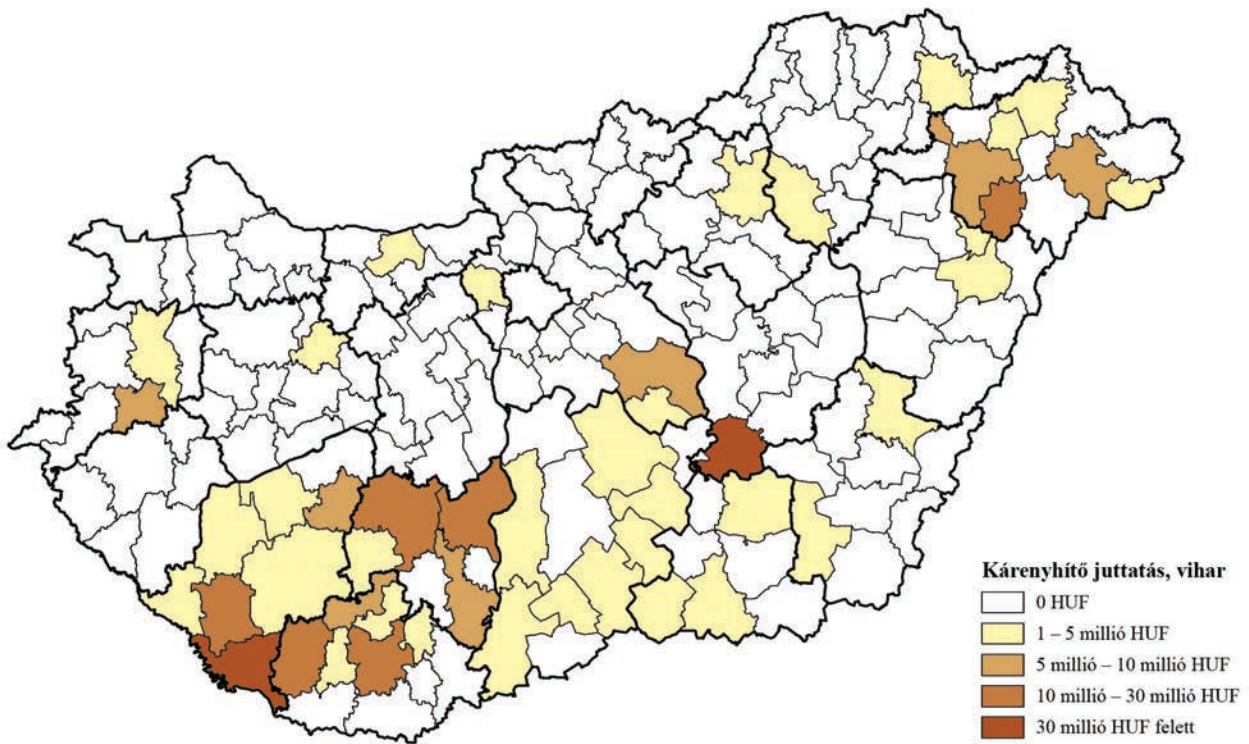 Kárenyhítő juttatás, vihar
0 HUF
1 – 5 millió HUF
5 millió – 10 millió HUF
10 millió – 30 millió HUF
30 millió HUF felett